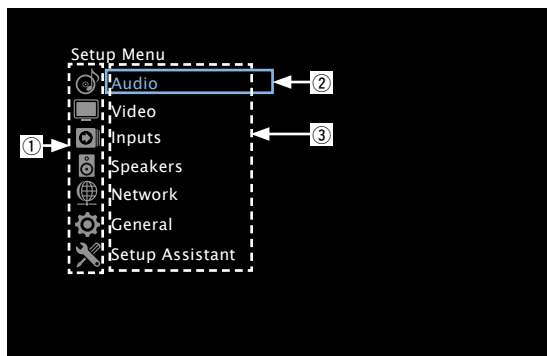 Setup Menu
Audio
②
Video
①
Inputs
③
Speakers
Network
General
Setup Assistant